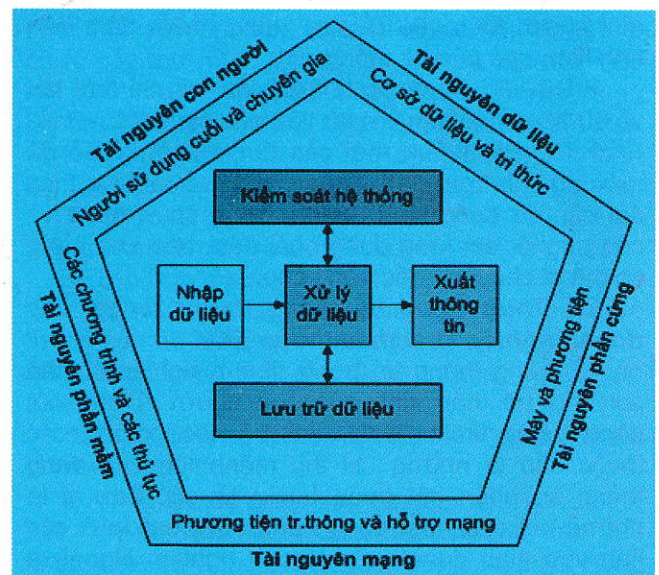 Tài nguyên con người
Người sử dụng cuối và chuyên gia
Tài nguyên dữ liệu
Cơ sở dữ liệu và tri thức
Kiểm soát hệ thống
Nhập
dữ liệu
Xử lý
dữ liệu
Xuất
thông
tin
Lưu trữ dữ liệu
Các chương trình và các thủ tục
Tài nguyên phần mềm
Máy và phương tiện
Tài nguyên phần cứng
Phương tiện tr.thông và hỗ trợ mạng
Tài nguyên mạng